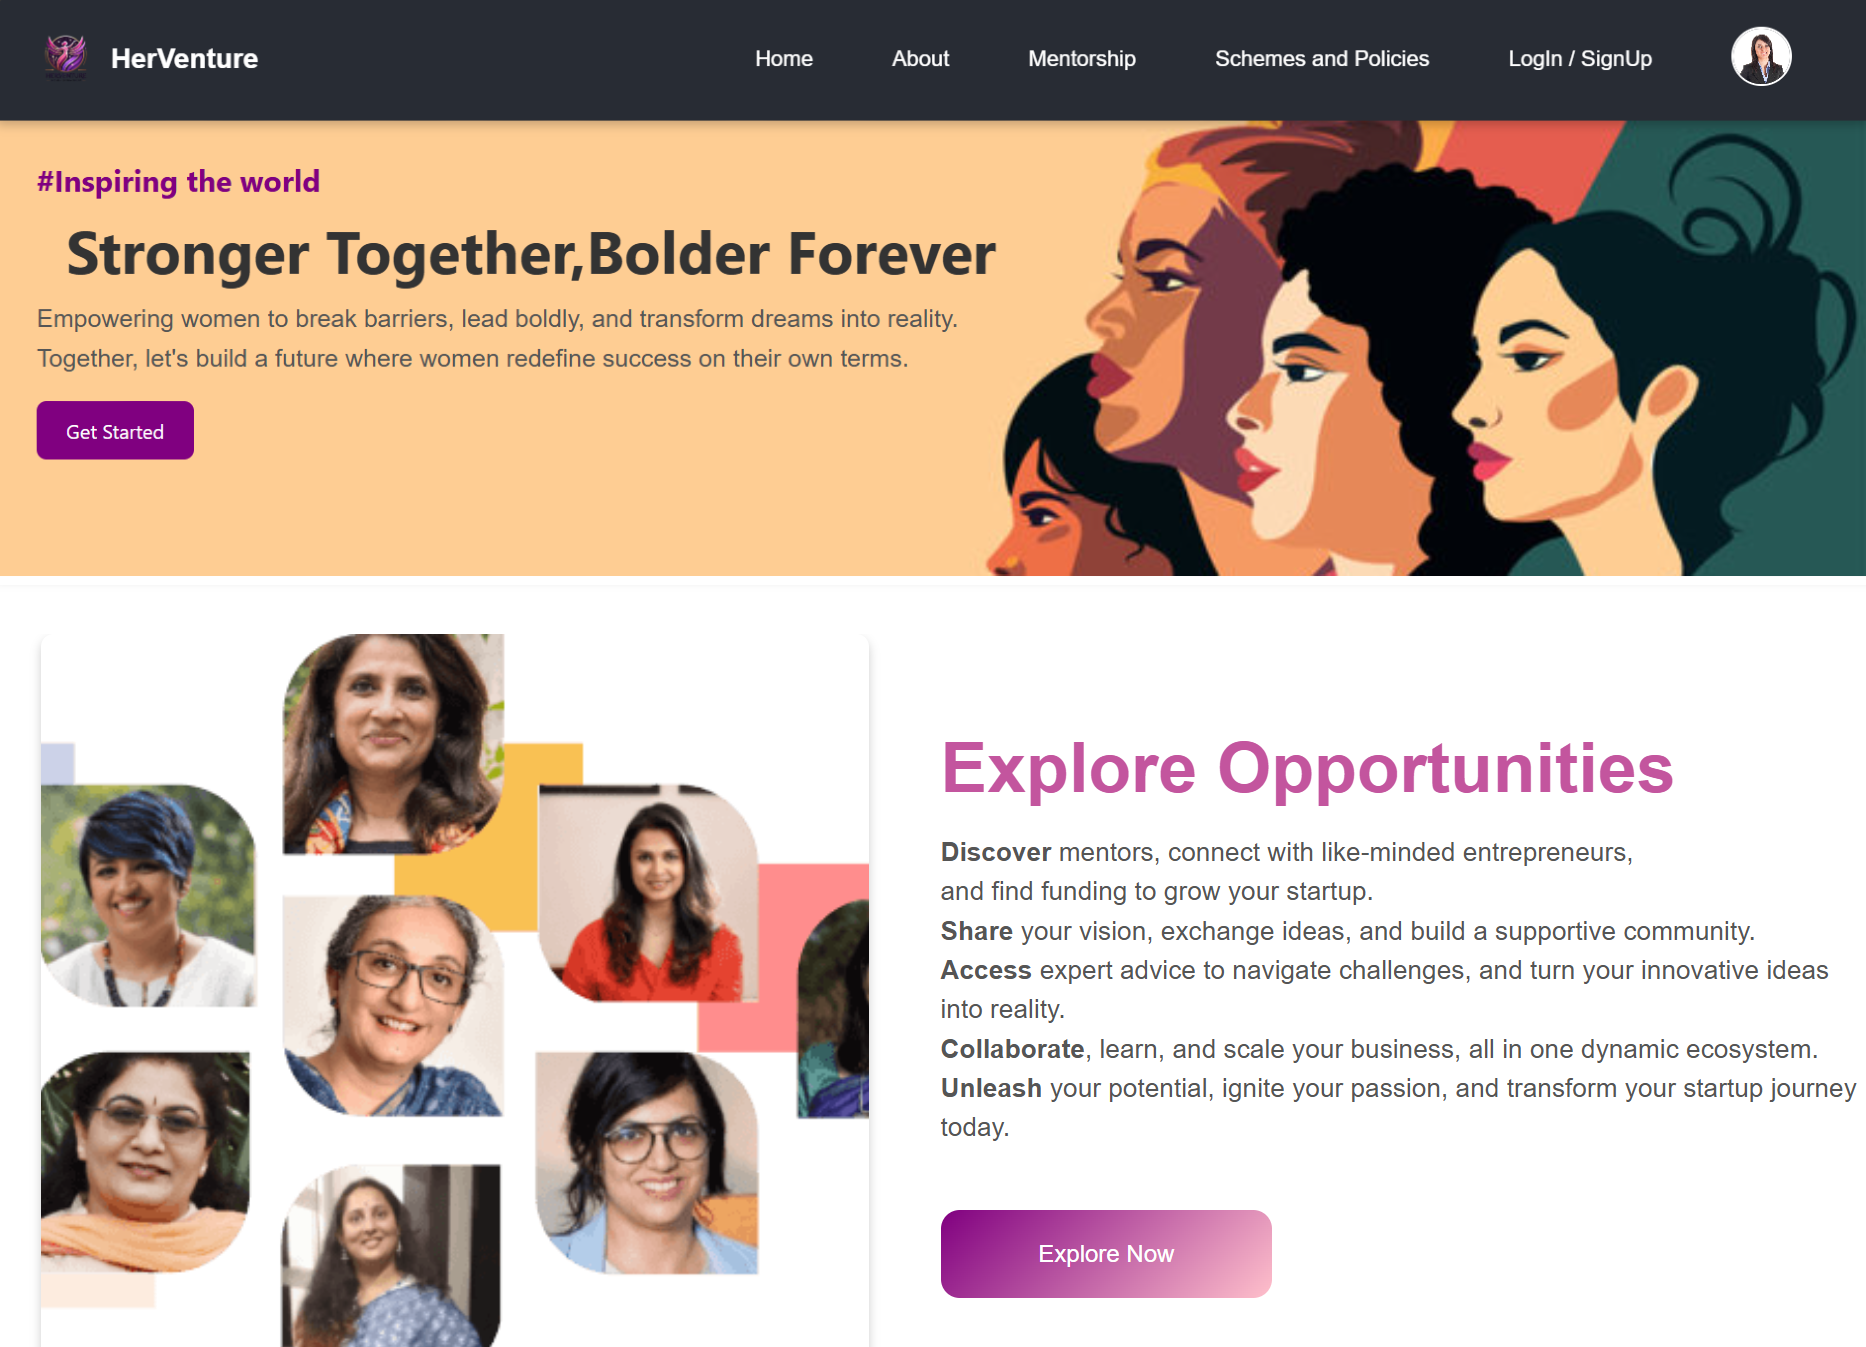 HerVenture
Home
About
Mentorship
Schemes and Policies
LogIn / SignUp
#Inspiring the world
Stronger Together,Bolder Forever
Empowering women to break barriers, lead boldly, and transform dreams into reality.
Together, let's build a future where women redefine success on their own terms.
Get Started
Explore Opportunities
Discover mentors, connect with like-minded entrepreneurs,
and find funding to grow your startup.
Share your vision, exchange ideas, and build a supportive community.
Access expert advice to navigate challenges, and turn your innovative ideas
into reality.
Collaborate, learn, and scale your business, all in one dynamic ecosystem.
Unleash your potential, ignite your passion, and transform your startup journey
today.
Explore Now